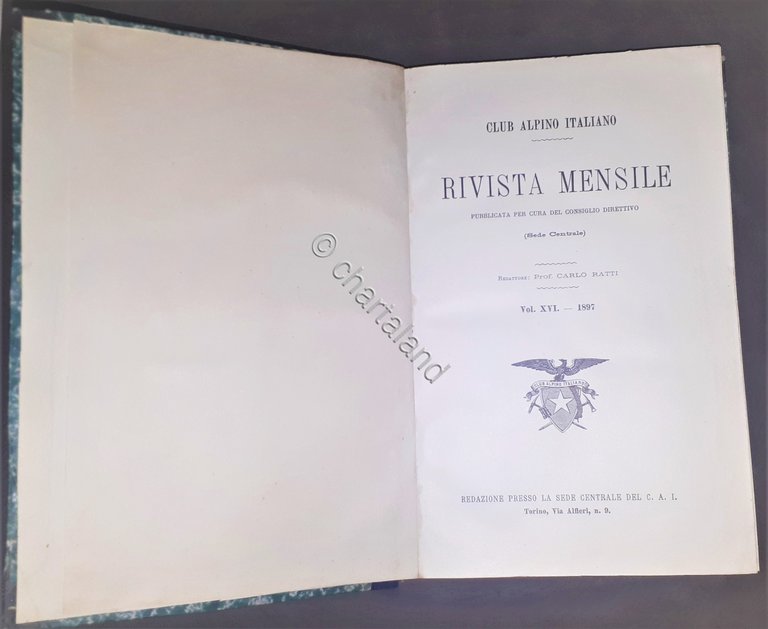 CLUB ALPINO ITALIANO
RIVISTA MENSILE
PUBBLICATA PER CURA DEL CONSIGLIO DIRETTIVO
(Sede Centrale)
REDATTORE: Prof. CARLO RATTI
Vol. XVI. — 1897
CLUB ALPINO ITALIANO
REDAZIONE PRESSO LA SEDE CENTRALE DEL C. A. I.
Torino, Via Alfieri, n. 9.
© chartaland